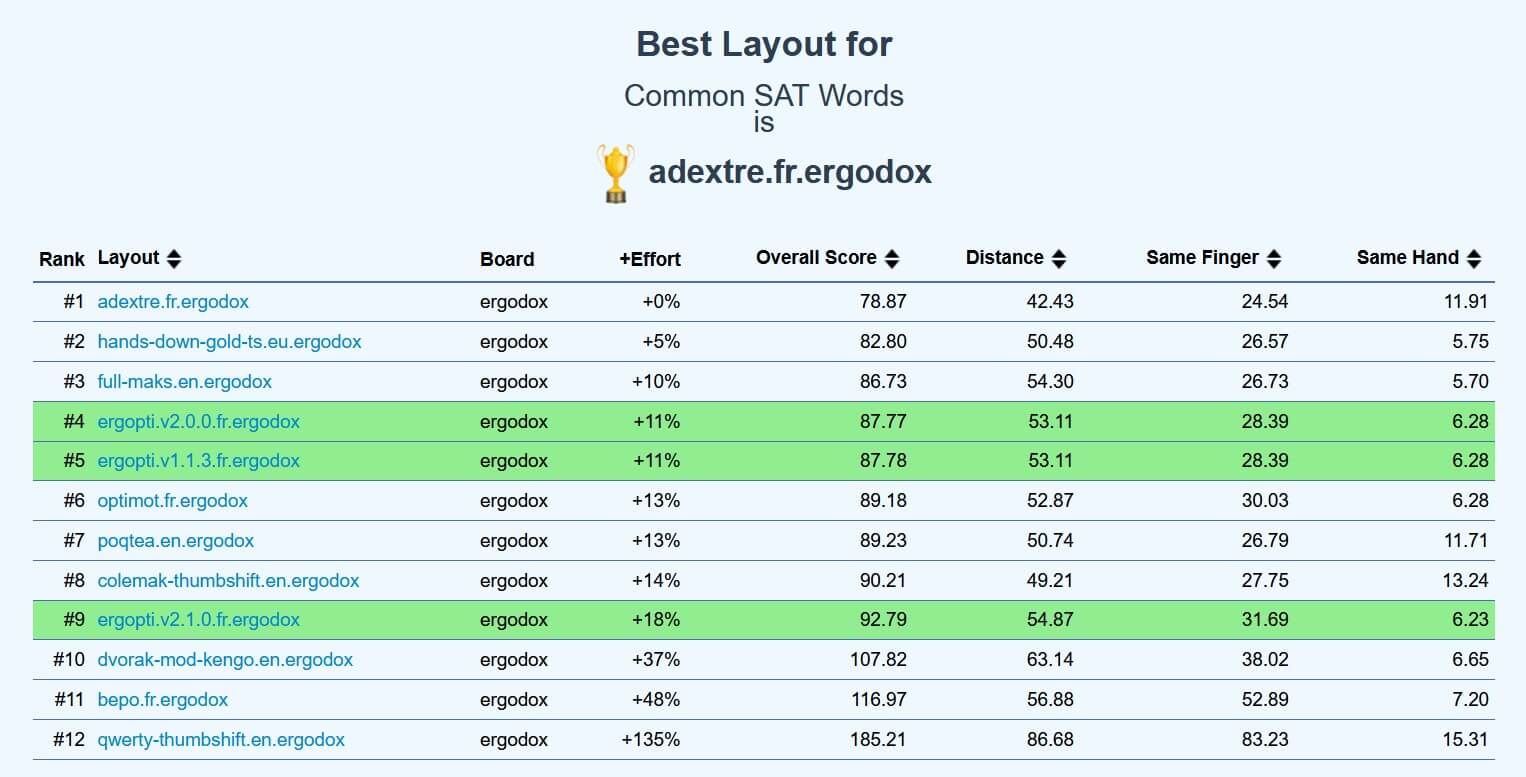 Best Layout for
Common SAT Words
is
adextre.fr.ergodox
Rank Layout Board +Effort Overall Score Distance Same Finger Same Hand
#1 adextre.fr.ergodox ergodox +0% 78.87 42.43 24.54 11.91
#2 hands-down-gold-ts.eu.ergodox ergodox +5% 82.80 50.48 26.57 5.75
#3 full-maks.en.ergodox ergodox +10% 86.73 54.30 26.73 5.70
#4 ergopti.v2.0.0.fr.ergodox ergodox +11% 87.77 53.11 28.39 6.28
#5 ergopti.v1.1.3.fr.ergodox ergodox +11% 87.78 53.11 28.39 6.28
#6 optimot.fr.ergodox ergodox +13% 89.18 52.87 30.03 6.28
#7 poqtea.en.ergodox ergodox +13% 89.23 50.74 26.79 11.71
#8 colemak-thumbshift.en.ergodox ergodox +14% 90.21 49.21 27.75 13.24
#9 ergopti.v2.1.0.fr.ergodox ergodox +18% 92.79 54.87 31.69 6.23
#10 dvorak-mod-kengo.en.ergodox ergodox +37% 107.82 63.14 38.02 6.65
#11 bepo.fr.ergodox ergodox +48% 116.97 56.88 52.89 7.20
#12 qwerty-thumbshift.en.ergodox ergodox +135% 185.21 86.68 83.23 15.31